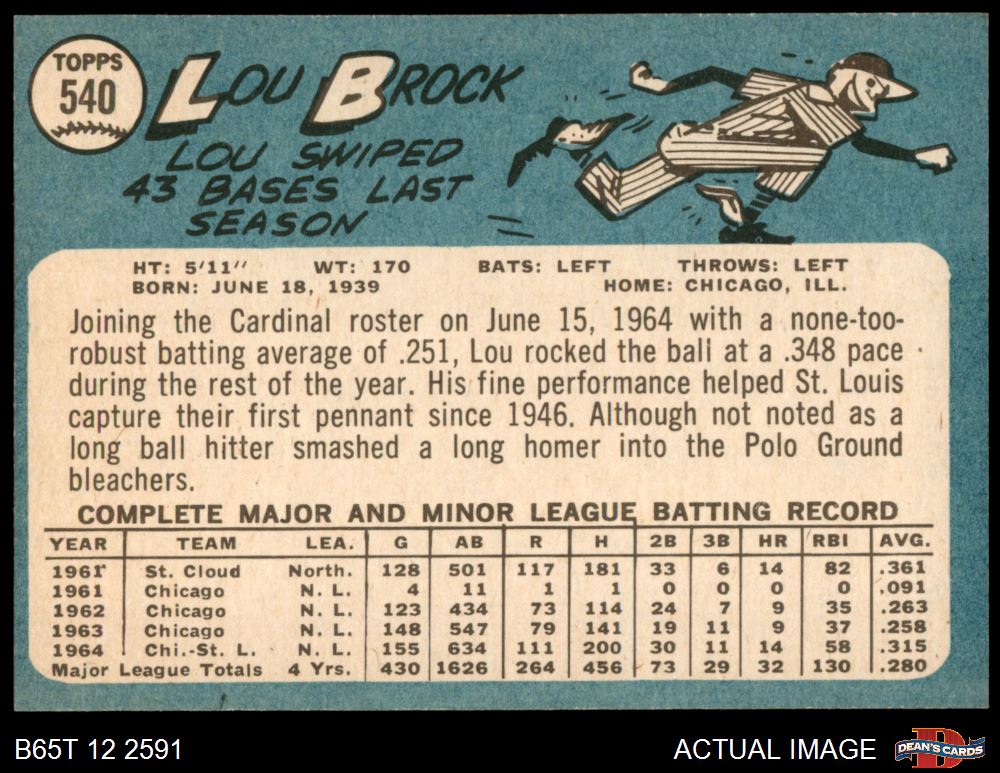 TOPPS
540
LOU BROCK
LOU SWIPED
43 BASES LAST
SEASON
HT: 5'11" WT: 170 BATS: LEFT THROWS: LEFT
BORN: JUNE 18, 1939 HOME: CHICAGO, ILL.
Joining the Cardinal roster on June 15, 1964 with a none-too-
robust batting average of .251, Lou rocked the ball at a .348 pace
during the rest of the year. His fine performance helped St. Louis
capture their first pennant since 1946. Although not noted as a
long ball hitter smashed a long homer into the Polo Ground
bleachers.
COMPLETE MAJOR AND MINOR LEAGUE BATTING RECORD
YEAR TEAM LEA. G AB R H 2B 3B HR RBI AVG.
1961 St. Cloud North. 128 501 117 181 33 6 14 82 .361
1961 Chicago N. L. 4 11 1 1 0 0 0 0 .091
1962 Chicago N. L. 123 434 73 114 24 7 9 35 .263
1963 Chicago N. L. 148 547 79 141 19 11 9 37 .258
1964 Chi.-St. L. N. L. 155 634 111 200 30 11 14 58 .315
Major League Totals 4 Yrs. 430 1626 264 456 73 29 32 130 .280
B65T 12 2591 ACTUAL IMAGE
D
DEAN'S CARDS